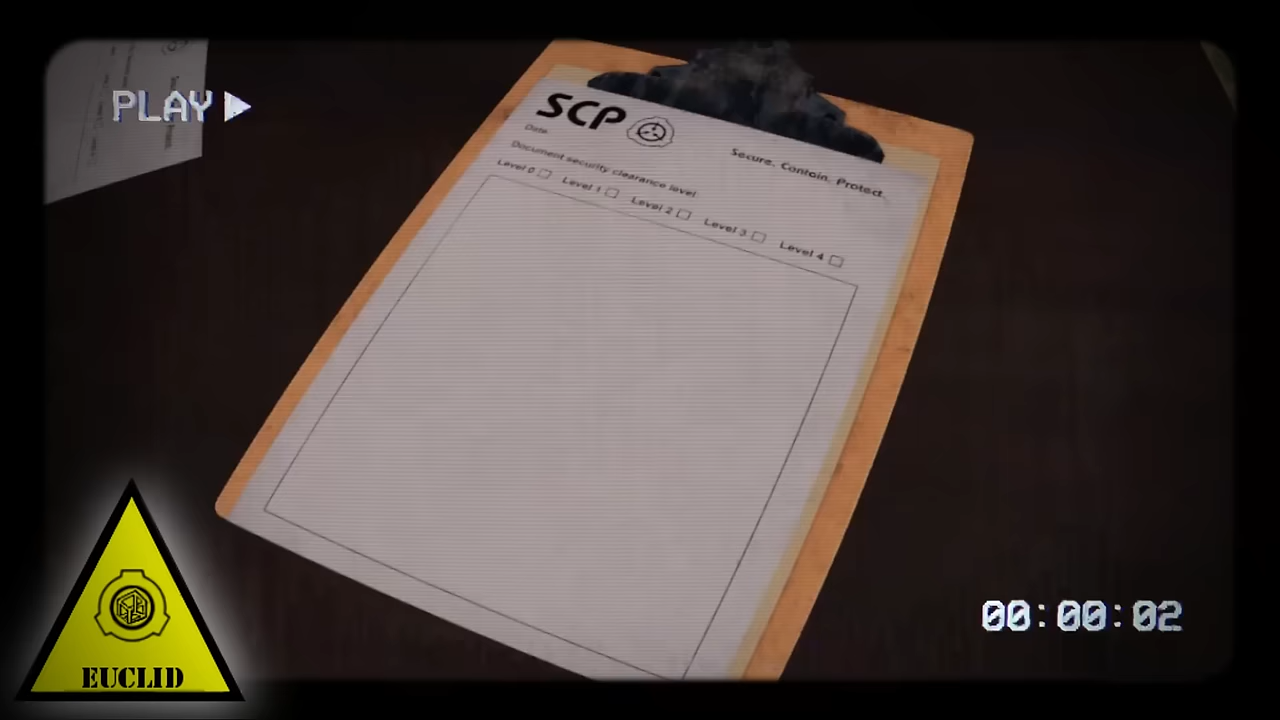 PLAY
SCP
Secure. Contain. Protect.
Date
Document security clearance level
Level 0 Level 1 Level 2 Level 3 Level 4
00:00:02
EUCLID